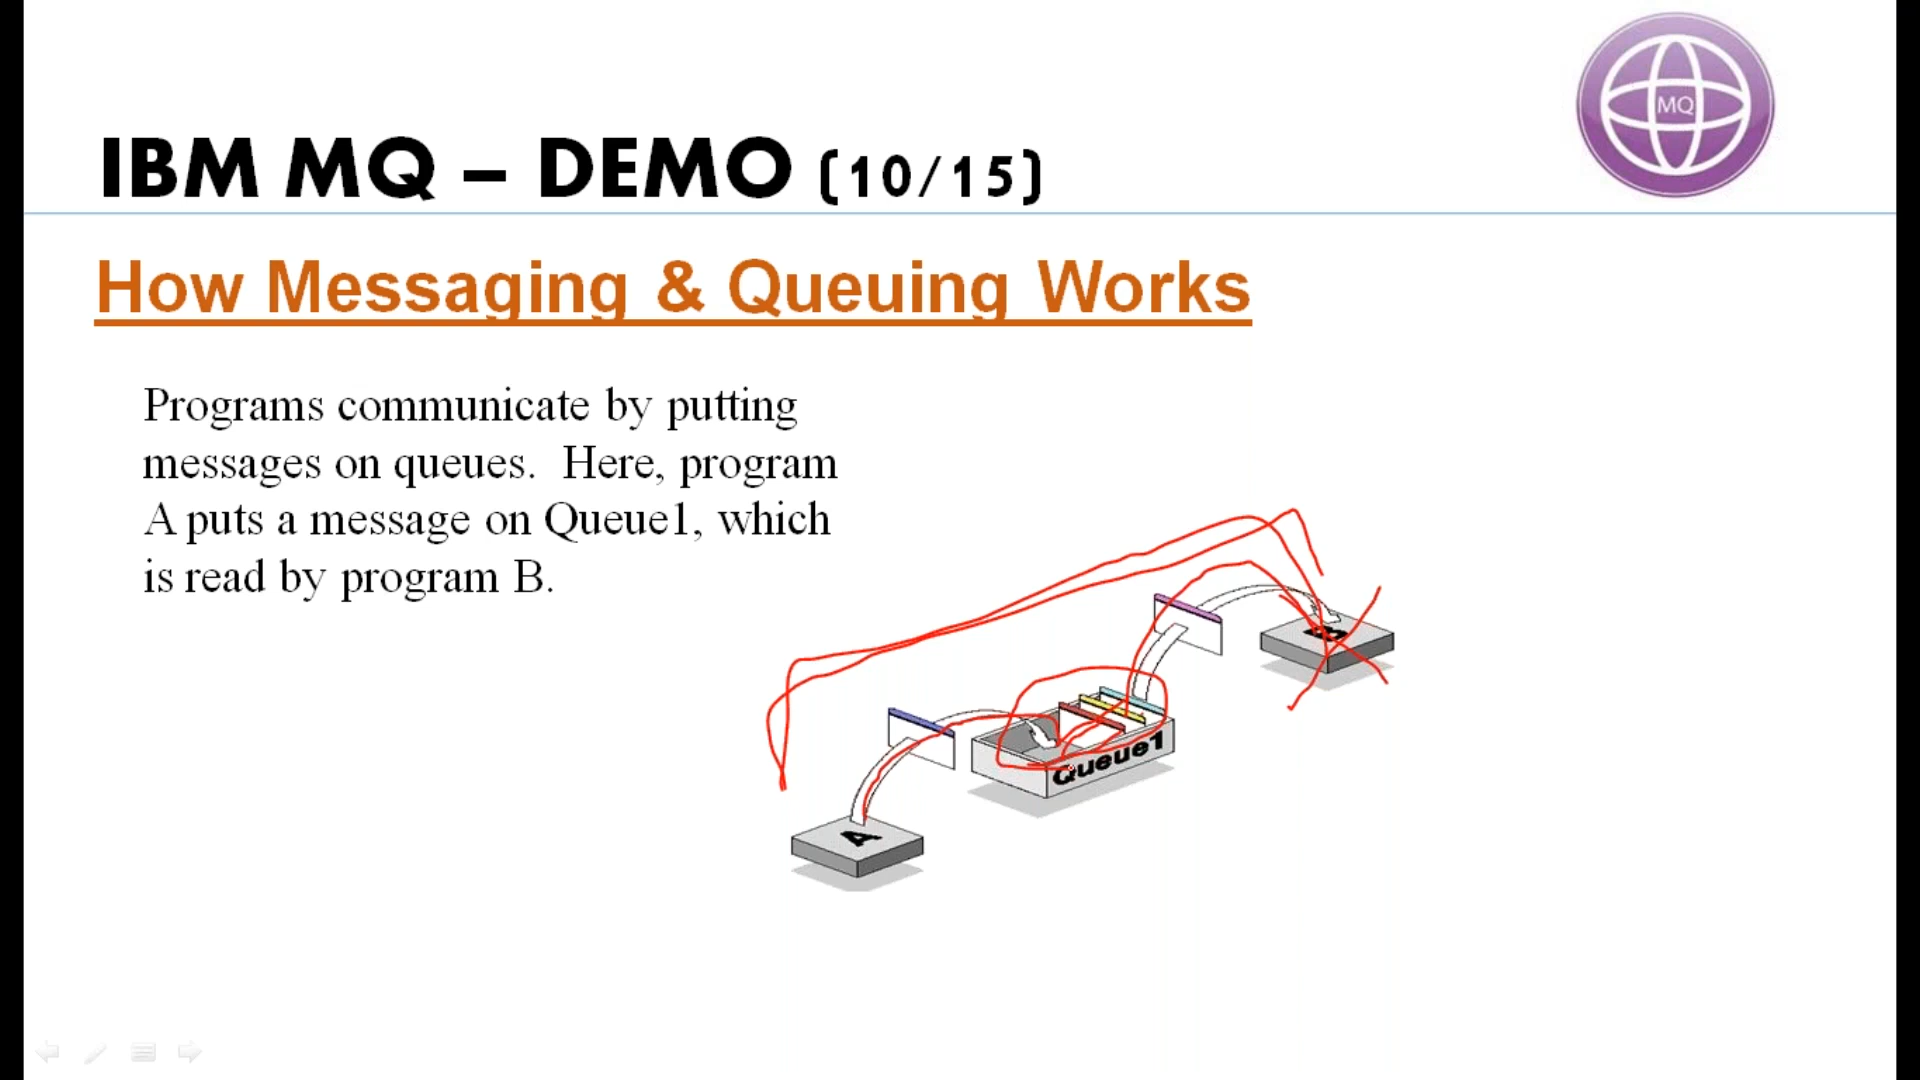 MQ
IBM MQ – DEMO (10/15)
How Messaging & Queuing Works
Programs communicate by putting
messages on queues. Here, program
A puts a message on Queue1, which
is read by program B.
B
Queue1
A